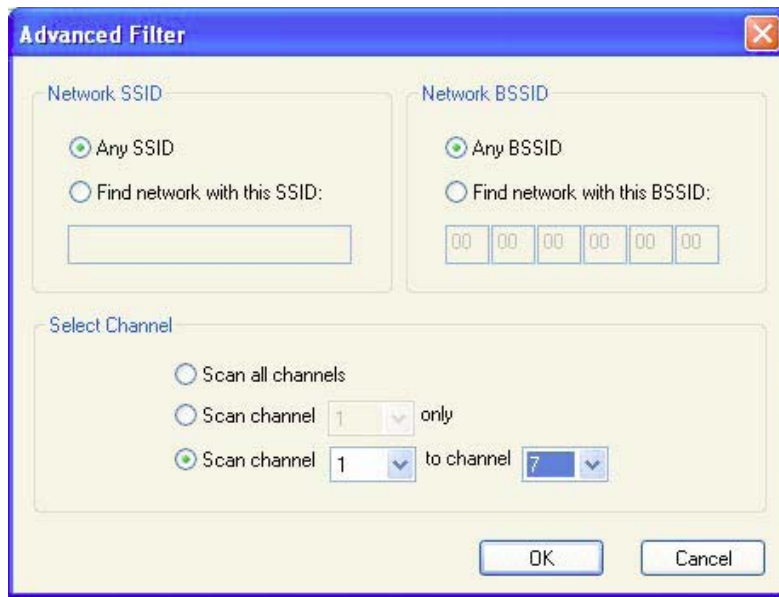 Advanced Filter
Network SSID
Any SSID
Find network with this SSID:
Network BSSID
Any BSSID
Find network with this BSSID:
00 00 00 00 00 00
Select Channel
Scan all channels
Scan channel 1 only
Scan channel 1 to channel 7
OK Cancel